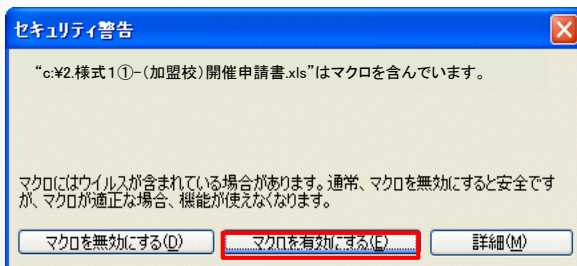 セキュリティ警告
“c:¥2.様式1①-(加盟校)開催申請書.xls”はマクロを含んでいます。
マクロにはウイルスが含まれている場合があります。通常、マクロを無効にすると安全です
が、マクロが適正な場合、機能が使えなくなります。
マクロを無効にする(D)
マクロを有効にする(E)
詳細(M)